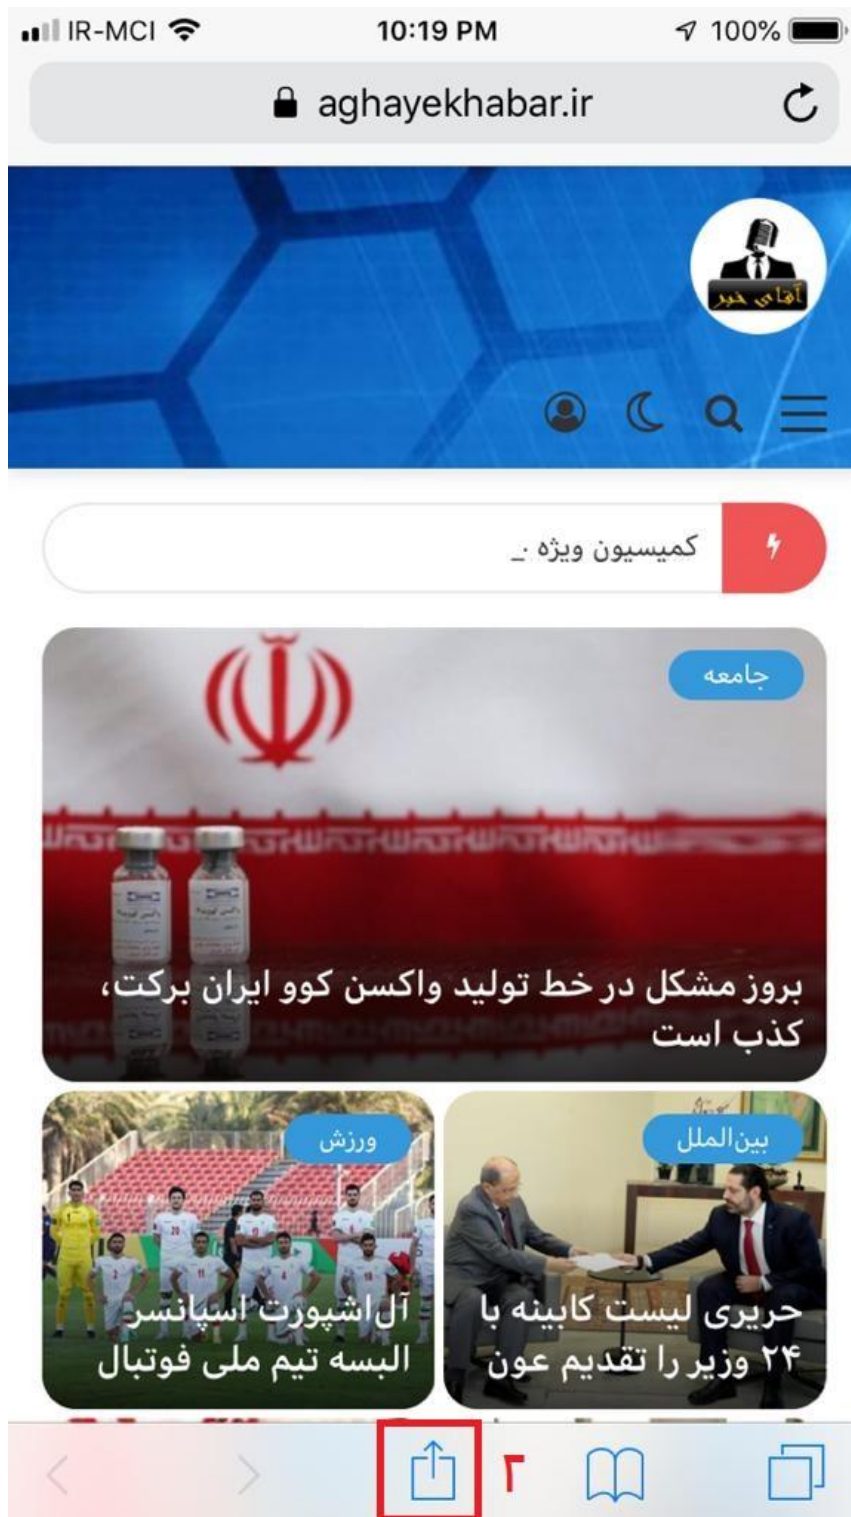 IR-MCI 10:19 PM 100%
aghayekhabar.ir
آقای خبر
کمیسیون ویژه ._
جامعه
بروز مشکل در خط تولید واکسن کوو ایران برکت،
کذب است
بین‌الملل
حریری لیست کابینه با
۲۴ وزیر را تقدیم عون
ورزش
آل‌اشپورت اسپانسر
البسه تیم ملی فوتبال
۲